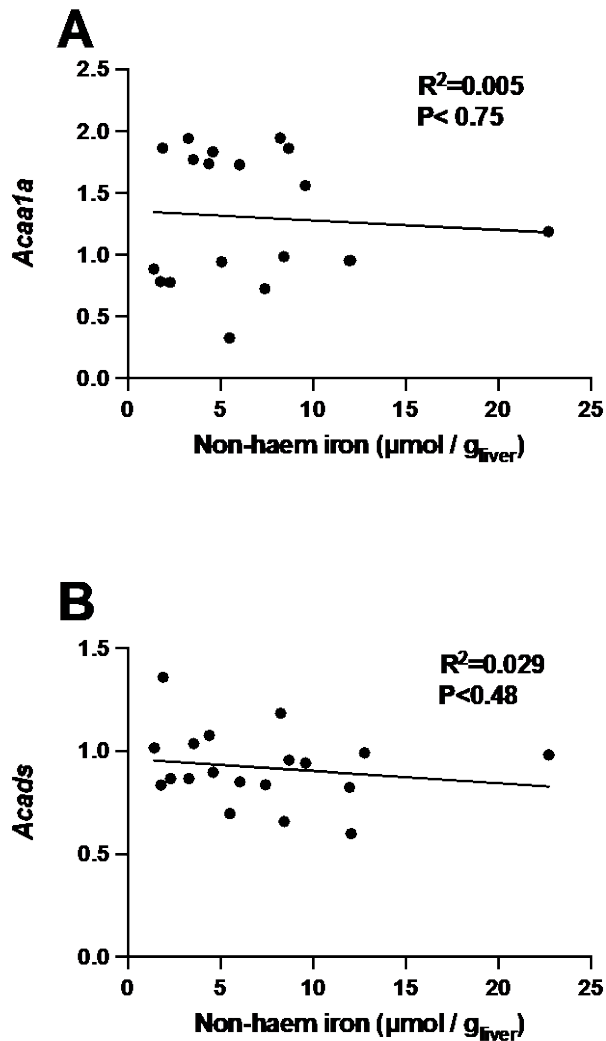 A
2.5
2.0
1.5
1.0
0.5
0.0
Acaa1a
R²=0.005
P< 0.75
0 5 10 15 20 25
Non-haem iron (µmol / gliver)
B
1.5
1.0
0.5
0.0
Acads
R²=0.029
P<0.48
0 5 10 15 20 25
Non-haem iron (µmol / gliver)